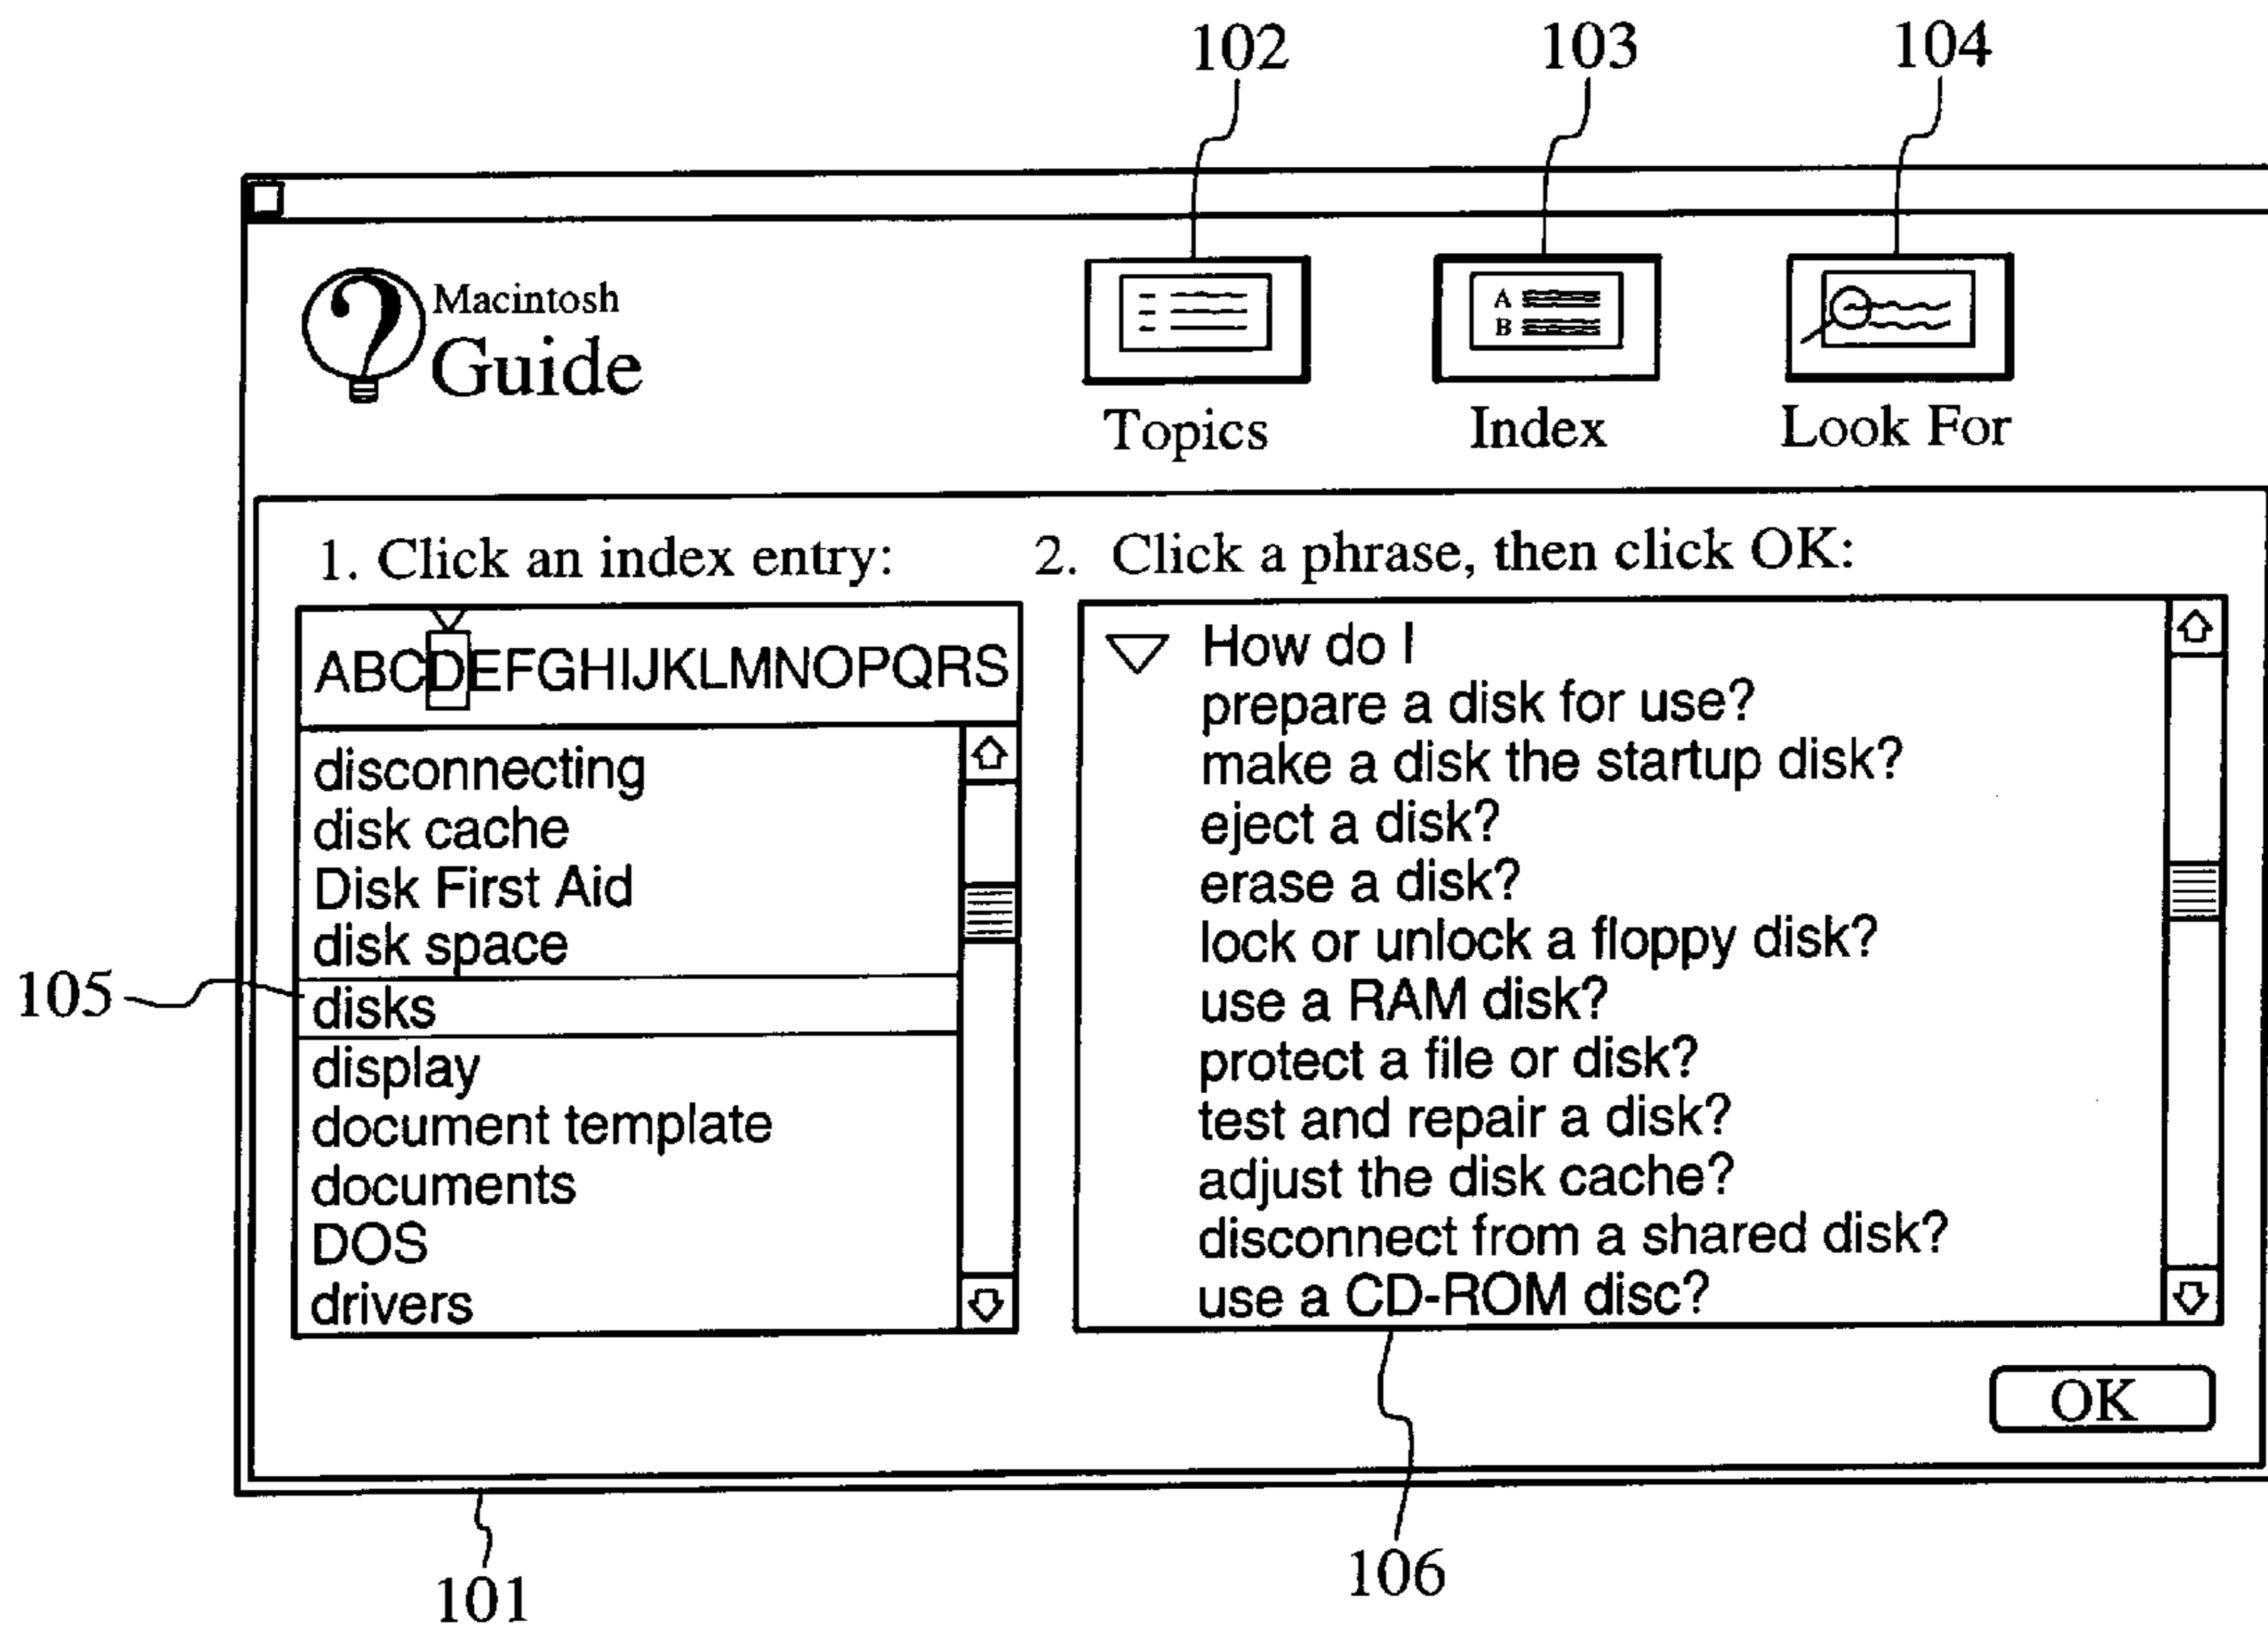 102 103 104
Macintosh
Guide
A
B
Topics Index Look For
1. Click an index entry: 2. Click a phrase, then click OK:
ABCDEFGHIJKLMNOPQRS
disconnecting
disk cache
Disk First Aid
disk space
disks
display
document template
documents
DOS
drivers
How do I
prepare a disk for use?
make a disk the startup disk?
eject a disk?
erase a disk?
lock or unlock a floppy disk?
use a RAM disk?
protect a file or disk?
test and repair a disk?
adjust the disk cache?
disconnect from a shared disk?
use a CD-ROM disc?
105
OK
101
106